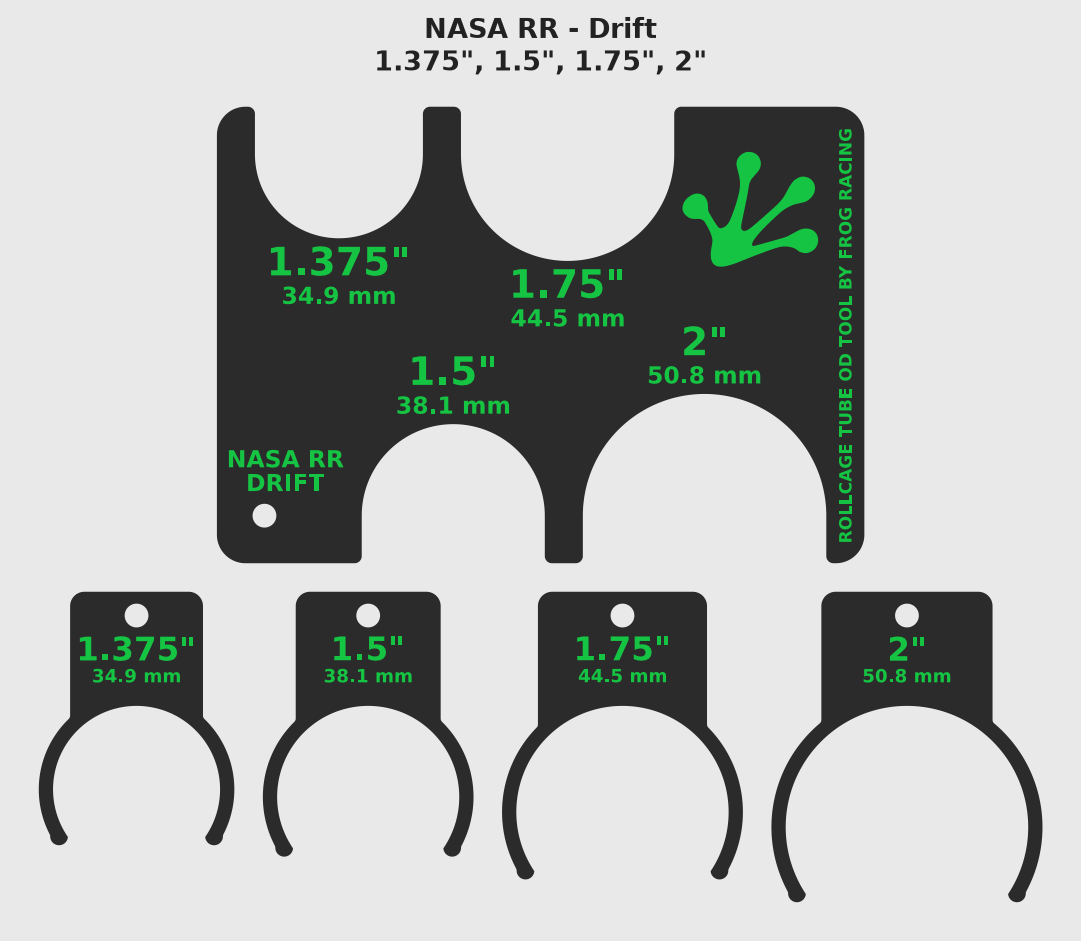 NASA RR - Drift
1.375", 1.5", 1.75", 2"
1.375"
34.9 mm
1.75"
44.5 mm
2"
50.8 mm
1.5"
38.1 mm
NASA RR
DRIFT
ROLLCAGE TUBE OD TOOL BY FROG RACING
1.375"
34.9 mm
1.5"
38.1 mm
1.75"
44.5 mm
2"
50.8 mm